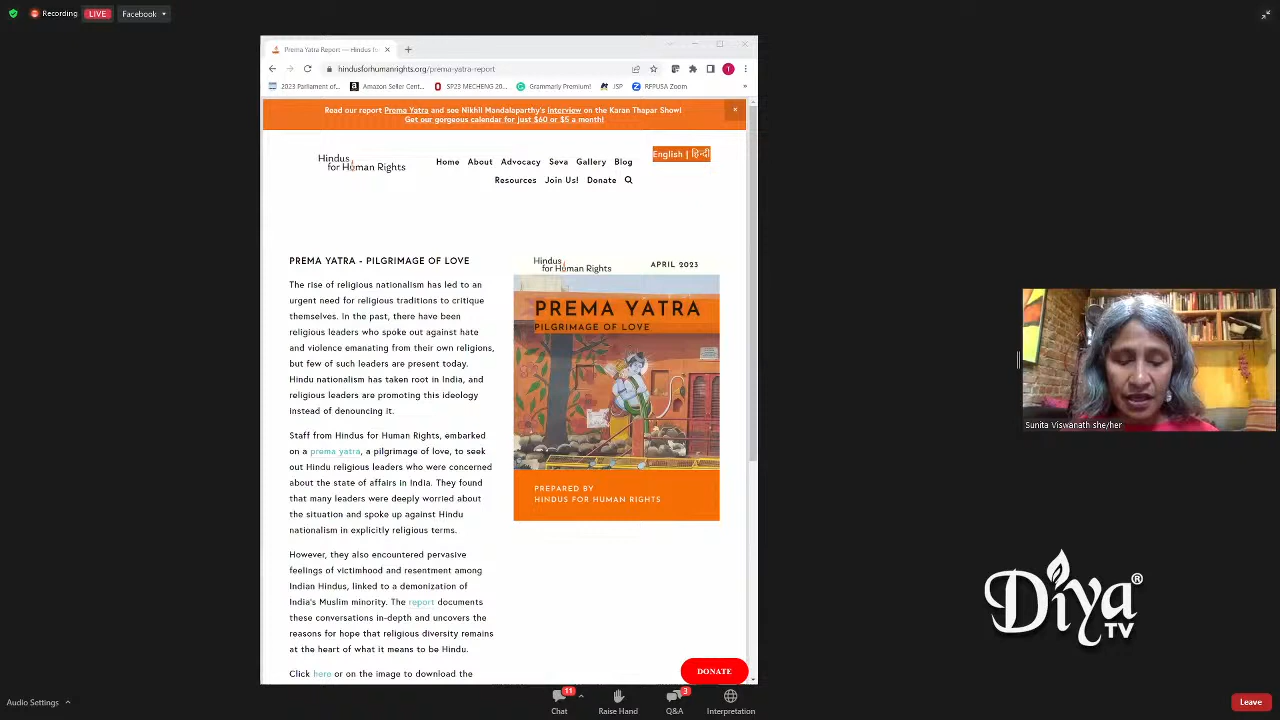 Recording
LIVE
Facebook
Prema Yatra Report — Hindus
hindusforhumanrights.org/prema-yatra-report
T
2023 Parliament of...
Amazon Seller Cent...
SP23 MECHENG 20...
Grammarly Premium!
JSP
RFPUSA Zoom
Read our report Prema Yatra and see Nikhil Mandalaparthy's interview on the Karan Thapar Show!
Get our gorgeous calendar for just $60 or $5 a month!
Hindus
for Human Rights
Home About Advocacy Seva Gallery Blog
Resources Join Us! Donate
English | हिन्दी
PREMA YATRA - PILGRIMAGE OF LOVE
The rise of religious nationalism has led to an
urgent need for religious traditions to critique
themselves. In the past, there have been
religious leaders who spoke out against hate
and violence emanating from their own religions,
but few of such leaders are present today.
Hindu nationalism has taken root in India, and
religious leaders are promoting this ideology
instead of denouncing it.
Staff from Hindus for Human Rights, embarked
on a prema yatra, a pilgrimage of love, to seek
out Hindu religious leaders who were concerned
about the state of affairs in India. They found
that many leaders were deeply worried about
the situation and spoke up against Hindu
nationalism in explicitly religious terms.
However, they also encountered pervasive
feelings of victimhood and resentment among
Indian Hindus, linked to a demonization of
India's Muslim minority. The report documents
these conversations in-depth and uncovers the
reasons for hope that religious diversity remains
at the heart of what it means to be Hindu.
Click here or on the image to download the
Hindus
for Human Rights
APRIL 2023
PREMA YATRA
PILGRIMAGE OF LOVE
PREPARED BY
HINDUS FOR HUMAN RIGHTS
DONATE
Sunita Viswanath she/her
Diya®
TV
Audio Settings
11
Chat
Raise Hand
3
Q&A
Interpretation
Leave